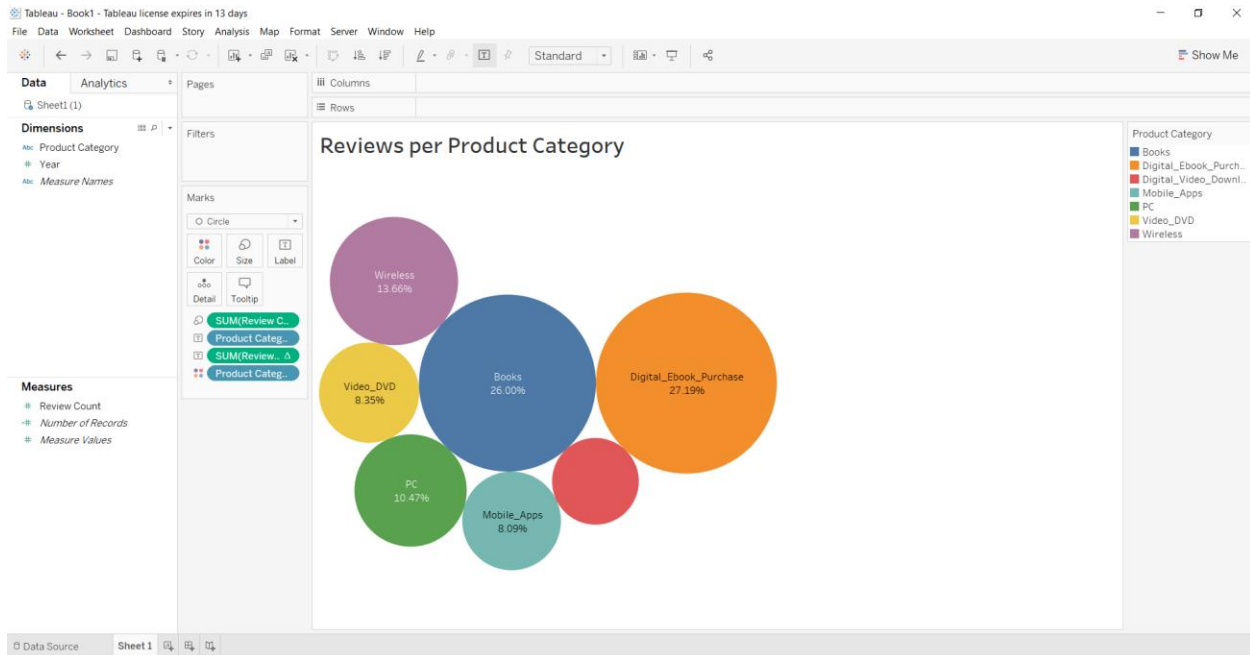 Tableau - Book1 - Tableau license expires in 13 days
File Data Worksheet Dashboard Story Analysis Map Format Server Window Help
Standard
Show Me
Data Analytics
Pages
Columns
Sheet1 (1)
Rows
Dimensions
Filters
Abc Product Category
# Year
Abc Measure Names
Reviews per Product Category
Product Category
Books
Digital_Ebook_Purch..
Digital_Video_Downl..
Mobile_Apps
PC
Video_DVD
Wireless
Marks
Circle
Color Size Label
Detail Tooltip
SUM(Review C..
Product Categ..
SUM(Review.. Δ
Product Categ..
Wireless
13.66%
Books
26.00%
Digital_Ebook_Purchase
27.19%
Video_DVD
8.35%
PC
10.47%
Mobile_Apps
8.09%
Measures
# Review Count
=# Number of Records
# Measure Values
Data Source Sheet 1